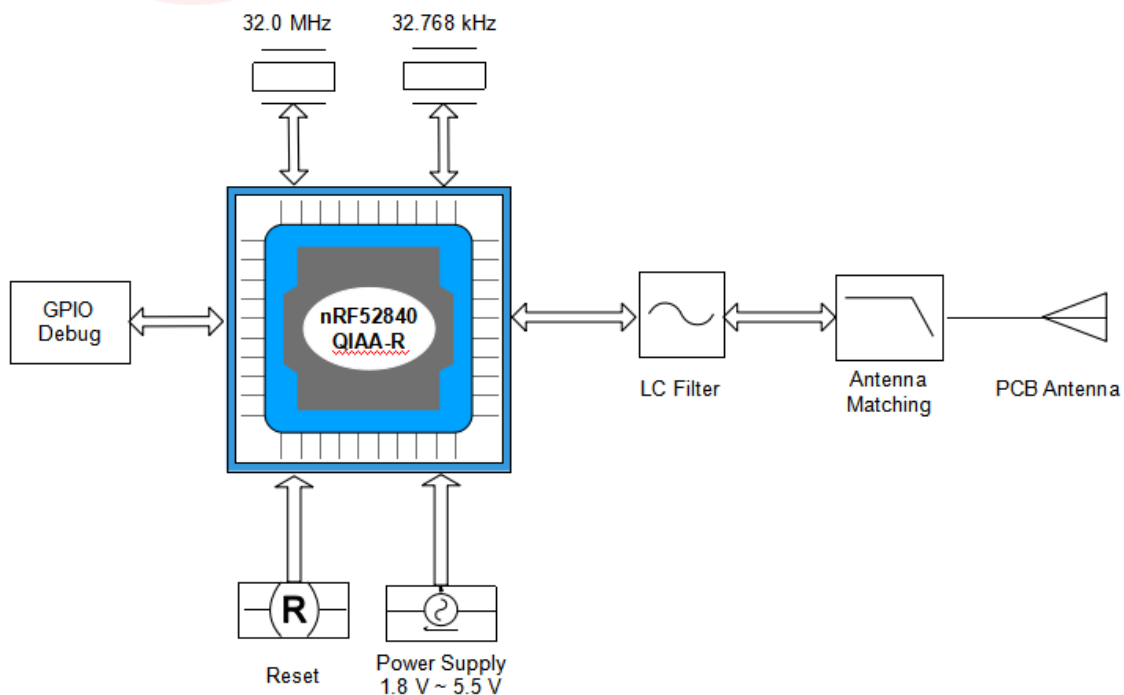 32.0 MHz
32.768 kHz
GPIO
Debug
nRF52840
QIAA-R
LC Filter
Antenna
Matching
PCB Antenna
R
Reset
Power Supply
1.8 V ~ 5.5 V